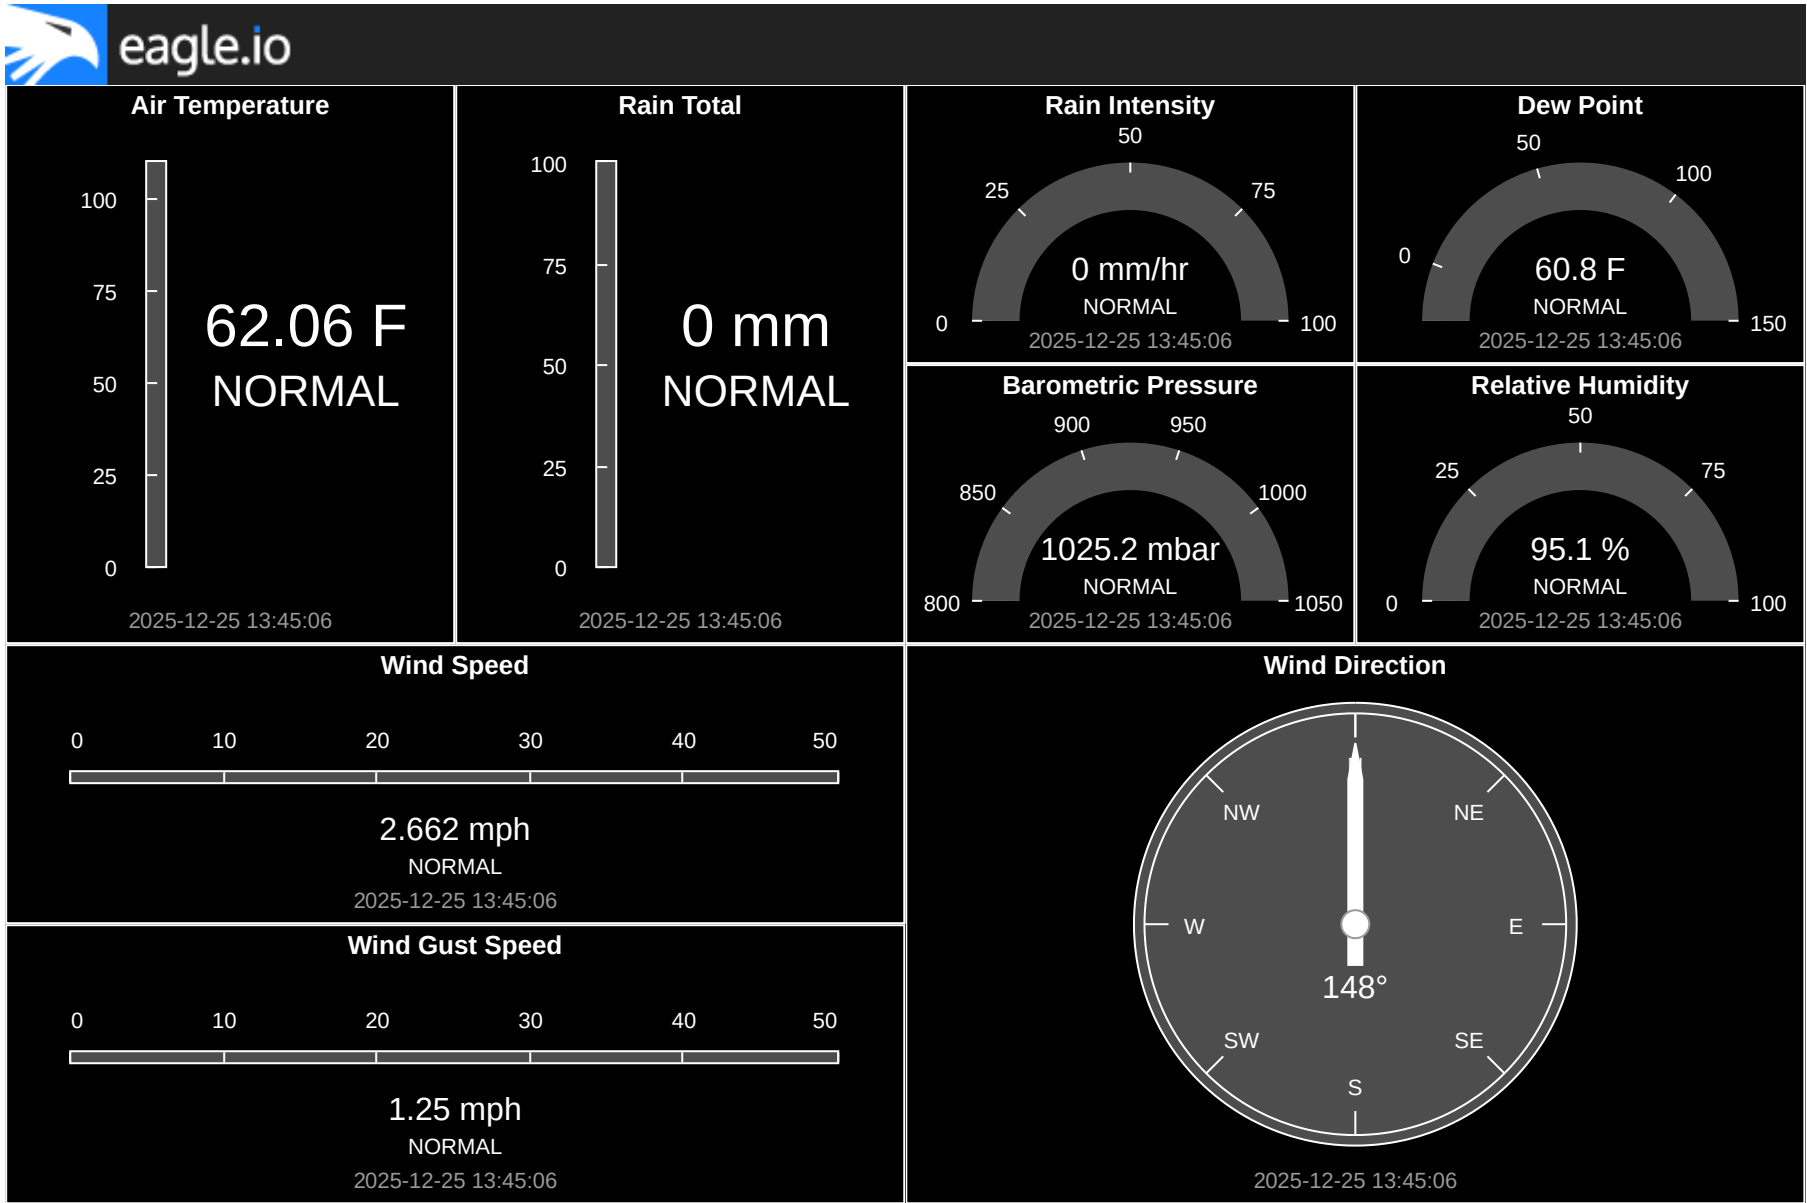 eagle.io
Air Temperature
100
75
50
25
0
62.06 F
NORMAL
2025-12-25 13:45:06
Rain Total
100
75
50
25
0
0 mm
NORMAL
2025-12-25 13:45:06
Rain Intensity
50
25
75
0
100
0 mm/hr
NORMAL
2025-12-25 13:45:06
Dew Point
50
100
0
150
60.8 F
NORMAL
2025-12-25 13:45:06
Barometric Pressure
900
950
850
1000
800
1050
1025.2 mbar
NORMAL
2025-12-25 13:45:06
Relative Humidity
50
25
75
0
100
95.1 %
NORMAL
2025-12-25 13:45:06
Wind Speed
0 10 20 30 40 50
2.662 mph
NORMAL
2025-12-25 13:45:06
Wind Gust Speed
0 10 20 30 40 50
1.25 mph
NORMAL
2025-12-25 13:45:06
Wind Direction
NW NE
W E
148°
SW SE
S
2025-12-25 13:45:06